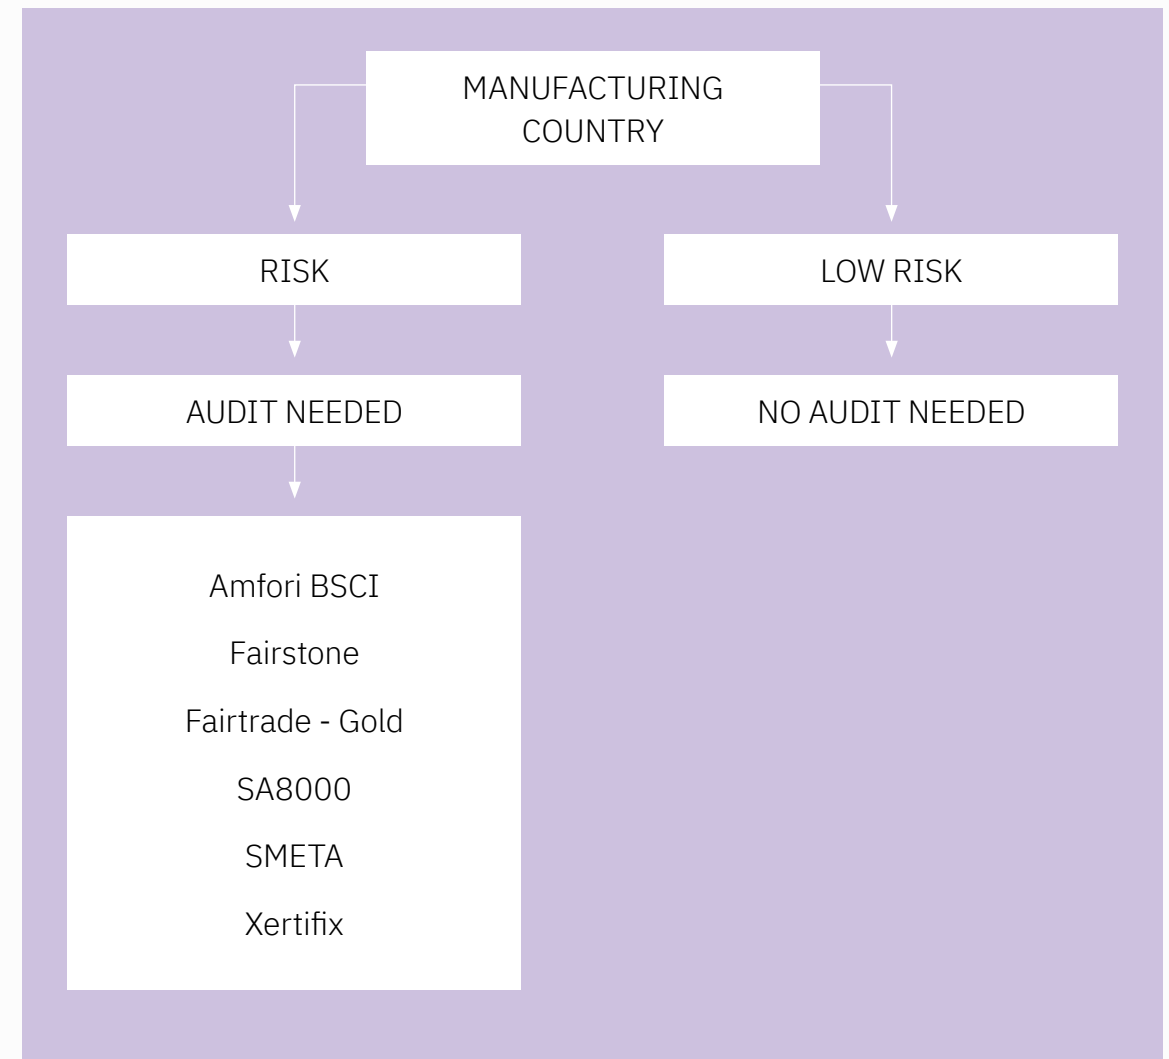 MANUFACTURING
COUNTRY
RISK
LOW RISK
AUDIT NEEDED
NO AUDIT NEEDED
Amfori BSCI
Fairstone
Fairtrade - Gold
SA8000
SMETA
Xertifix